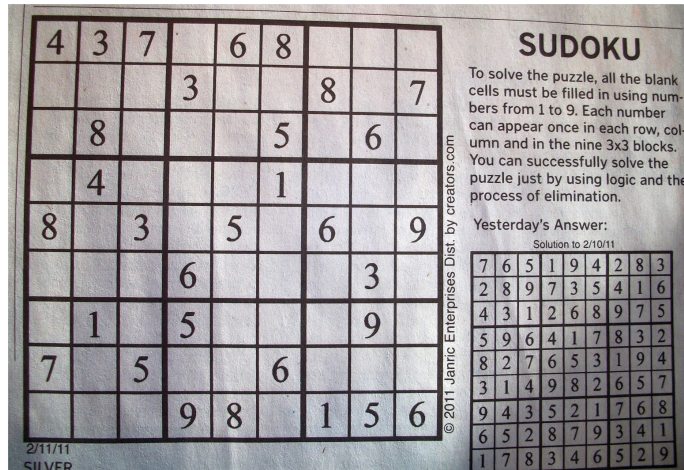 4 3 7 6 8
3 8 7
8 5 6
4 1
8 3 5 6 9
6 3
1 5 9
7 5 6
9 8 1 5 6
2/11/11
SILVER
© 2011 Janric Enterprises Dist. by creators.com
SUDOKU
To solve the puzzle, all the blank
cells must be filled in using num-
bers from 1 to 9. Each number
can appear once in each row, col-
umn and in the nine 3x3 blocks.
You can successfully solve the
puzzle just by using logic and the
process of elimination.
Yesterday's Answer:
Solution to 2/10/11
7 6 5 1 9 4 2 8 3
2 8 9 7 3 5 4 1 6
4 3 1 2 6 8 9 7 5
5 9 6 4 1 7 8 3 2
8 2 7 6 5 3 1 9 4
3 1 4 9 8 2 6 5 7
9 4 3 5 2 1 7 6 8
6 5 2 8 7 9 3 4 1
1 7 8 3 4 6 5 2 9